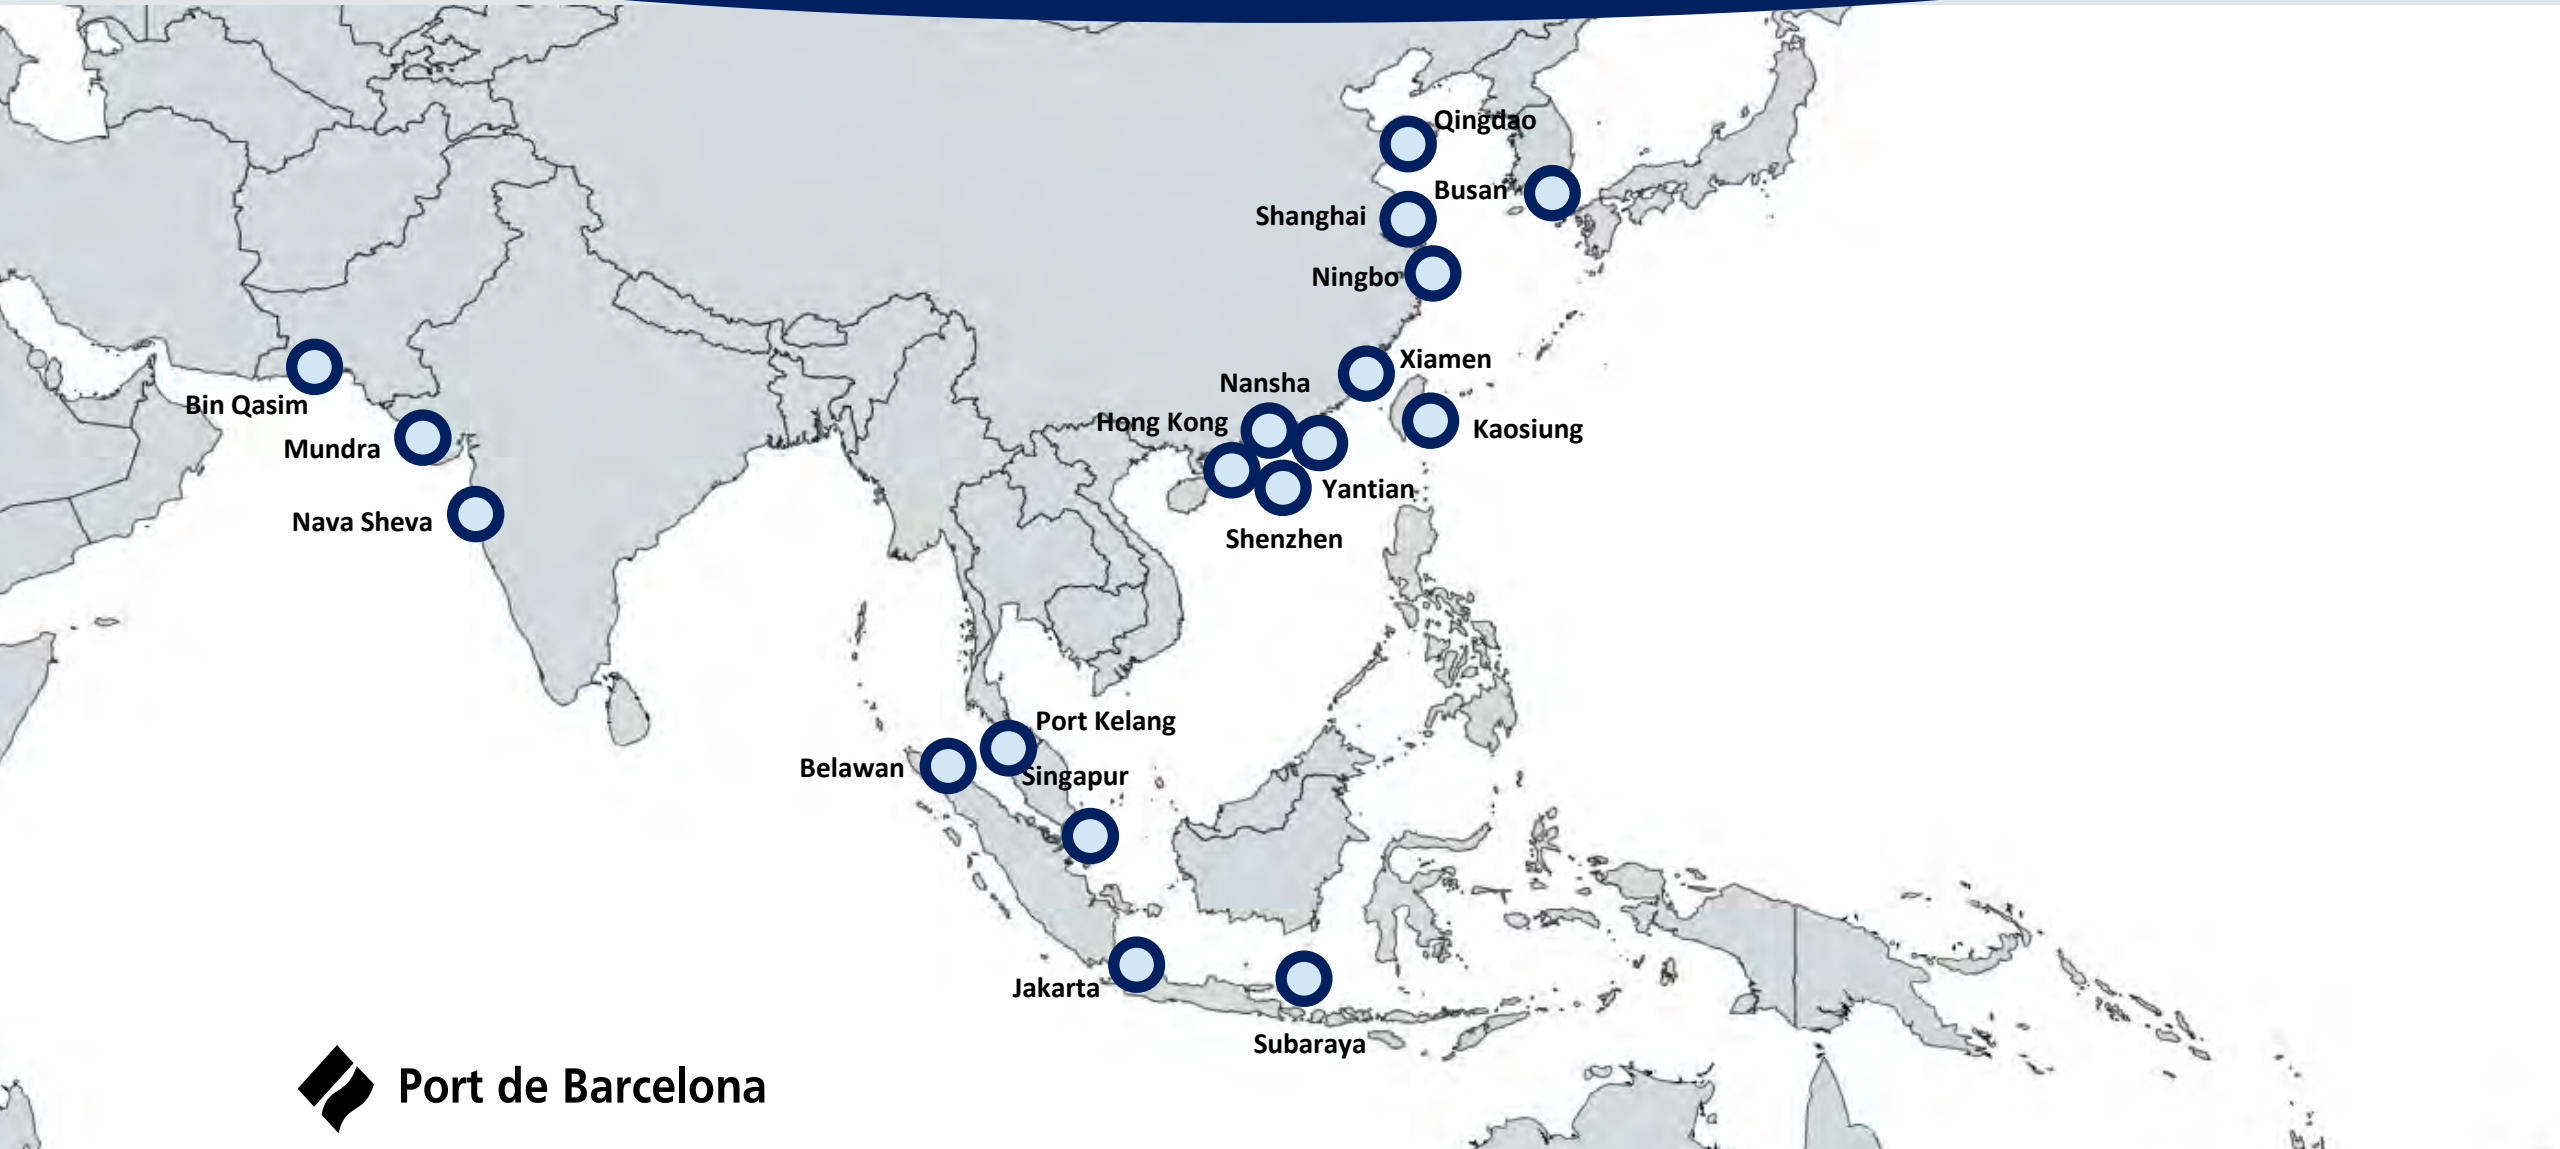 Qingdao
Busan
Shanghai
Ningbo
Xiamen
Nansha
Bin Qasim
Hong Kong
Kaosiung
Mundra
Yantian
Nava Sheva
Shenzhen
Port Kelang
Belawan
Singapur
Jakarta
Subaraya
Port de Barcelona